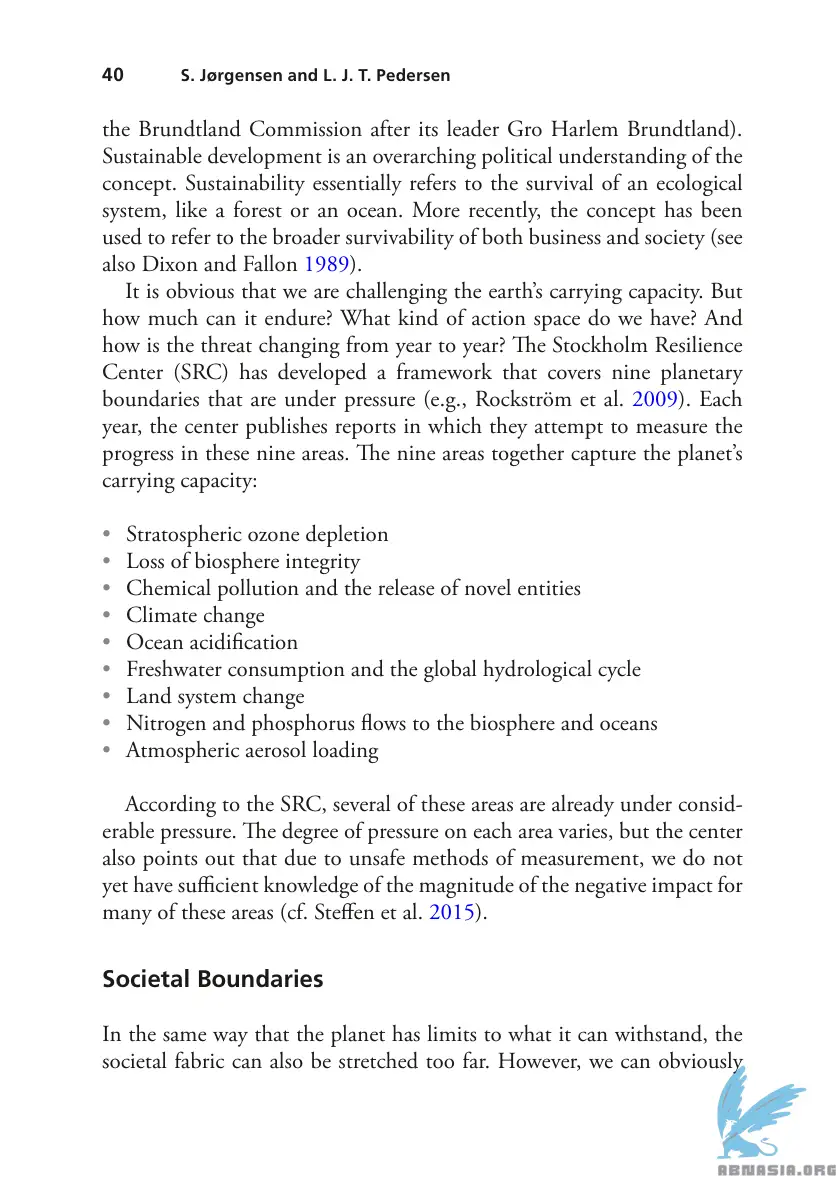 40 S. Jørgensen and L. J. T. Pedersen
the Brundtland Commission after its leader Gro Harlem Brundtland).
Sustainable development is an overarching political understanding of the
concept. Sustainability essentially refers to the survival of an ecological
system, like a forest or an ocean. More recently, the concept has been
used to refer to the broader survivability of both business and society (see
also Dixon and Fallon 1989).
It is obvious that we are challenging the earth's carrying capacity. But
how much can it endure? What kind of action space do we have? And
how is the threat changing from year to year? The Stockholm Resilience
Center (SRC) has developed a framework that covers nine planetary
boundaries that are under pressure (e.g., Rockström et al. 2009). Each
year, the center publishes reports in which they attempt to measure the
progress in these nine areas. The nine areas together capture the planet's
carrying capacity:
• Stratospheric ozone depletion
• Loss of biosphere integrity
• Chemical pollution and the release of novel entities
• Climate change
• Ocean acidification
• Freshwater consumption and the global hydrological cycle
• Land system change
• Nitrogen and phosphorus flows to the biosphere and oceans
• Atmospheric aerosol loading
According to the SRC, several of these areas are already under consid-
erable pressure. The degree of pressure on each area varies, but the center
also points out that due to unsafe methods of measurement, we do not
yet have sufficient knowledge of the magnitude of the negative impact for
many of these areas (cf. Steffen et al. 2015).
Societal Boundaries
In the same way that the planet has limits to what it can withstand, the
societal fabric can also be stretched too far. However, we can obviously
ABNASIA.ORG